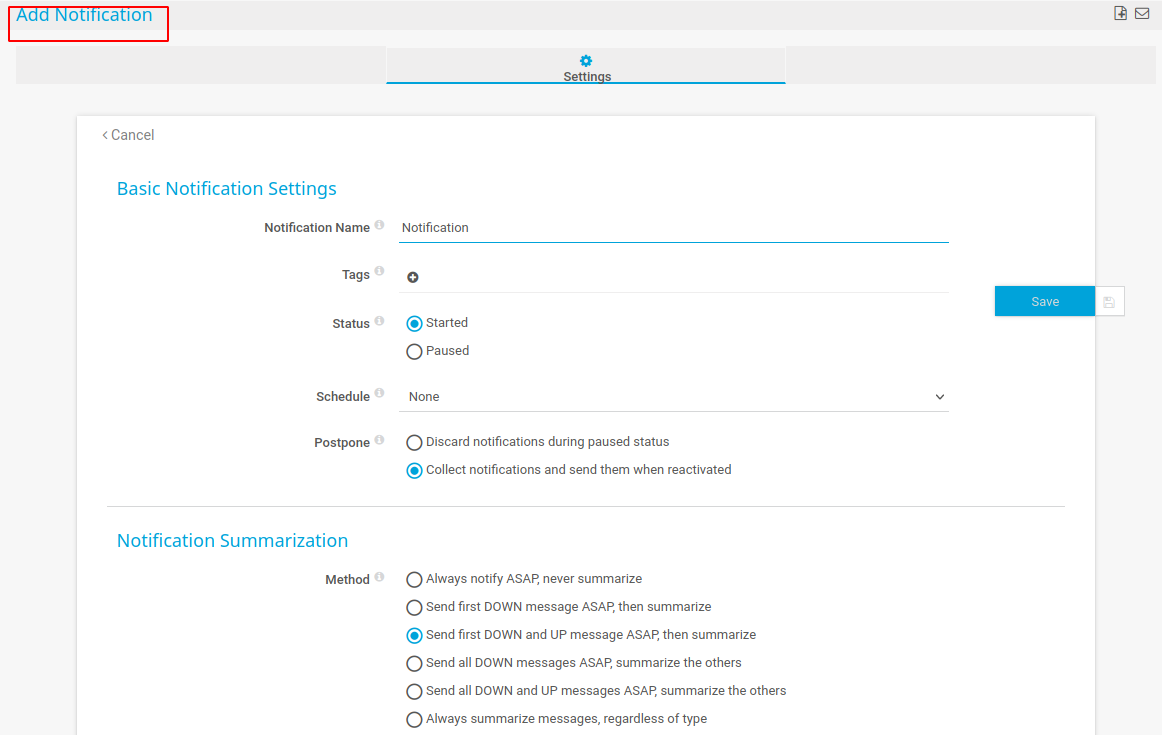 Add Notification
Settings
Cancel
Basic Notification Settings
Notification Name Notification
Tags
Status Started
Paused
Schedule None
Postpone Discard notifications during paused status
Collect notifications and send them when reactivated
Save
Notification Summarization
Method Always notify ASAP, never summarize
Send first DOWN message ASAP, then summarize
Send first DOWN and UP message ASAP, then summarize
Send all DOWN messages ASAP, summarize the others
Send all DOWN and UP messages ASAP, summarize the others
Always summarize messages, regardless of type